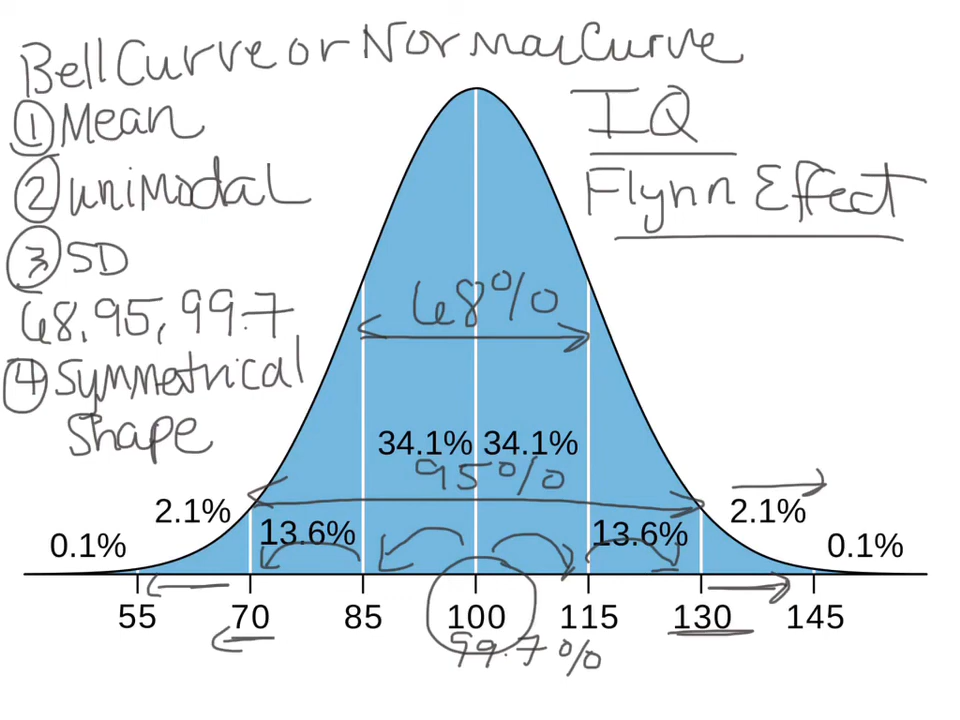 Bell Curve or Normal Curve
① Mean
② unimodal
③ SD
68, 95, 99.7
④ Symmetrical
Shape
IQ
Flynn Effect
68%
34.1% 34.1%
95%
0.1% 2.1% 13.6% 13.6% 2.1% 0.1%
55 70 85 100 115 130 145
99.7%